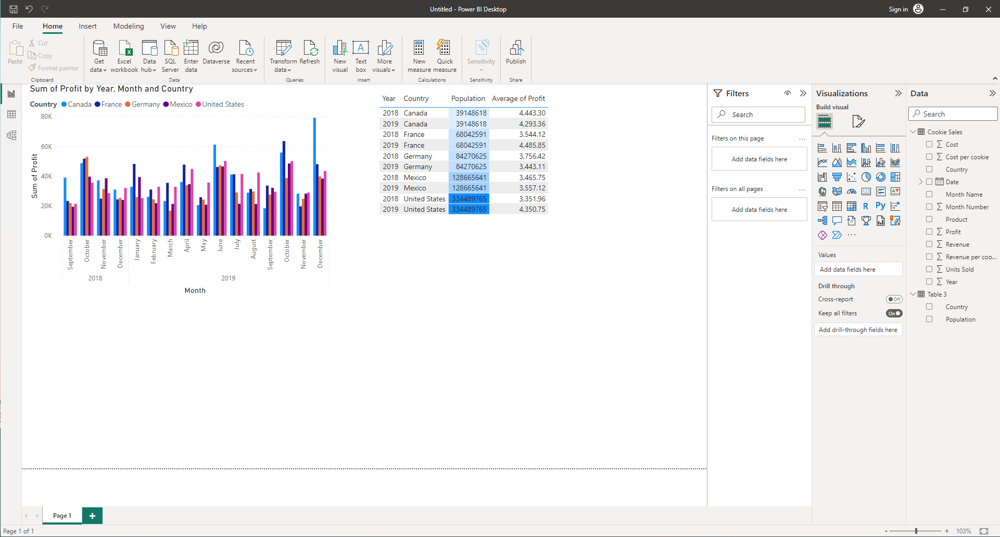 Untitled - Power BI Desktop
Sign in
File Home Insert Modeling View Help
Paste
Cut
Copy
Format painter
Clipboard
Get data
Excel workbook
Data hub
SQL Server
Enter data
Dataverse
Recent sources
Data
Transform data
Refresh
Queries
New visual
Text box
More visuals
Insert
New measure
Quick measure
Calculations
Sensitivity
Sensitivity
Publish
Share
Sum of Profit by Year, Month and Country
Country Canada France Germany Mexico United States
80K
60K
40K
20K
0K
Sum of Profit
September October November December January February March April May June July August September October November December
2018 2019
Month
Year Country Population Average of Profit
2018 Canada 39148618 4,443.30
2019 Canada 39148618 4,293.36
2018 France 68042591 3,544.12
2019 France 68042591 4,485.85
2018 Germany 84270625 3,756.42
2019 Germany 84270625 3,443.11
2018 Mexico 128665641 3,465.75
2019 Mexico 128665641 3,557.12
2018 United States 334489765 3,351.96
2019 United States 334489765 4,350.75
Filters
Search
Filters on this page ...
Add data fields here
Filters on all pages ...
Add data fields here
Visualizations
Build visual
123
R
Py
...
Values
Add data fields here
Drill through
Cross-report Off
Keep all filters On
Add drill-through fields here
Data
Search
Cookie Sales
Cost
Cost per cookie
Country
Date
Month Name
Month Number
Product
Profit
Revenue
Revenue per coo...
Units Sold
Year
Table 3
Country
Population
Page 1
+
Page 1 of 1
- + 103%